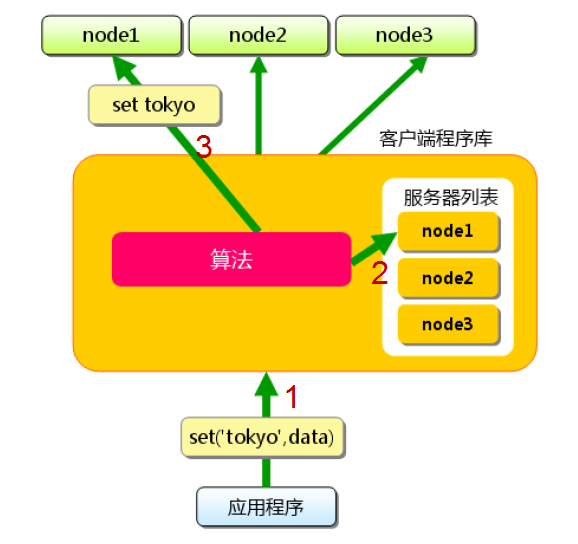 node1
node2
node3
set tokyo
3
客户端程序库
服务器列表
node1
算法
2
node2
node3
1
set('tokyo',data)
应用程序